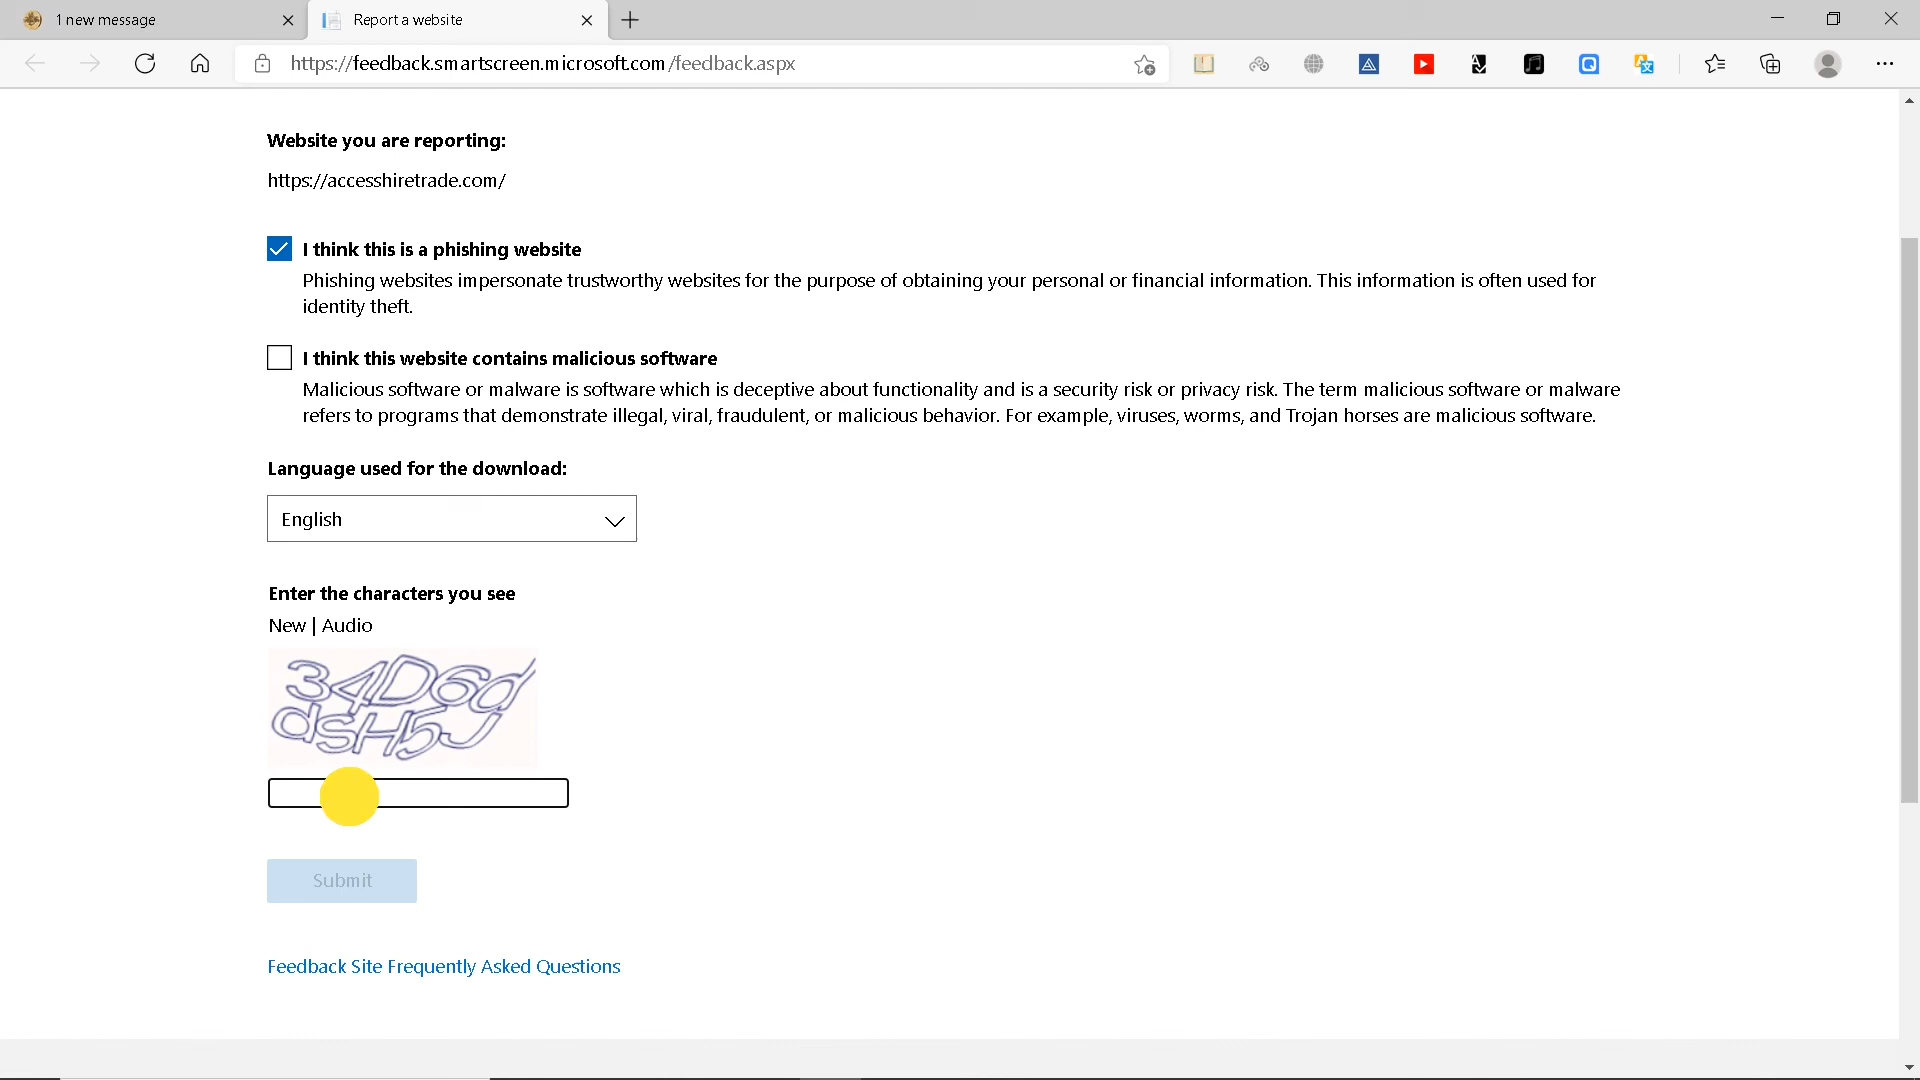 1 new message
Report a website
https://feedback.smartscreen.microsoft.com/feedback.aspx
Website you are reporting:
https://accesshiretrade.com/
I think this is a phishing website
Phishing websites impersonate trustworthy websites for the purpose of obtaining your personal or financial information. This information is often used for
identity theft.
I think this website contains malicious software
Malicious software or malware is software which is deceptive about functionality and is a security risk or privacy risk. The term malicious software or malware
refers to programs that demonstrate illegal, viral, fraudulent, or malicious behavior. For example, viruses, worms, and Trojan horses are malicious software.
Language used for the download:
English
Enter the characters you see
New | Audio
Submit
Feedback Site Frequently Asked Questions